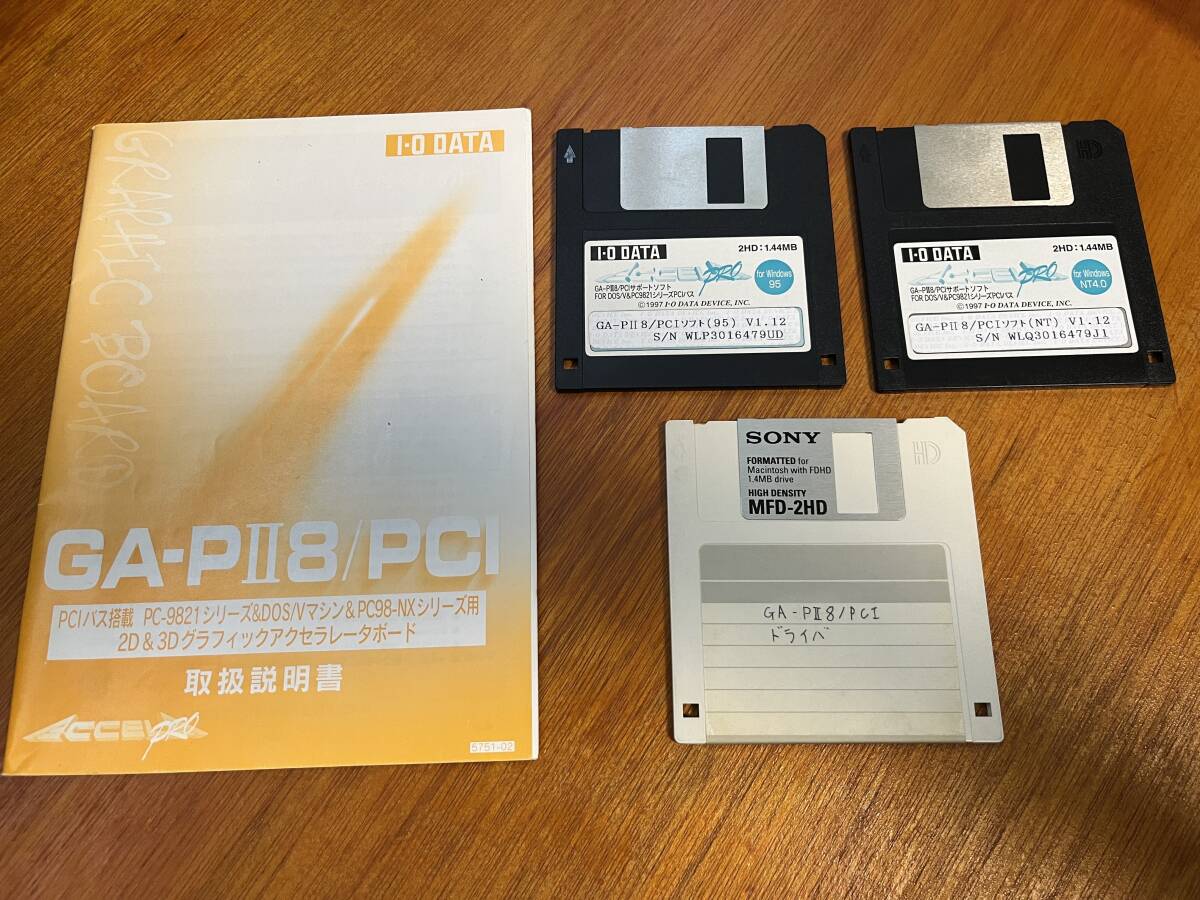 GRAPHIC BOARD
I-O DATA
GA-PⅡ8/PCI
PCIバス搭載 PC-9821シリーズ&DOS/Vマシン&PC98-NXシリーズ用
2D&3Dグラフィックアクセラレータボード
取扱説明書
ACCEV PRO
5751-02
I-O DATA
2HD:1.44MB
ACCEV PRO
for Windows
95
GA-PⅡ8/PCIサポートソフト
FOR DOS/V&PC9821シリーズPCIバス
©1997 I-O DATA DEVICE, INC.
GA-PⅡ8/PCIソフト(95) V1.12
S/N WLP3016479UD
HD
I-O DATA
2HD:1.44MB
ACCEV PRO
for Windows
NT4.0
GA-PⅡ8/PCIサポートソフト
FOR DOS/V&PC9821シリーズPCIバス
©1997 I-O DATA DEVICE, INC.
GA-PⅡ8/PCIソフト(NT) V1.12
S/N WLQ3016479J1
SONY
HD
FORMATTED for
Macintosh with FDHD
1.4MB drive
HIGH DENSITY
MFD-2HD
GA-PⅡ8/PCI
ドライバ